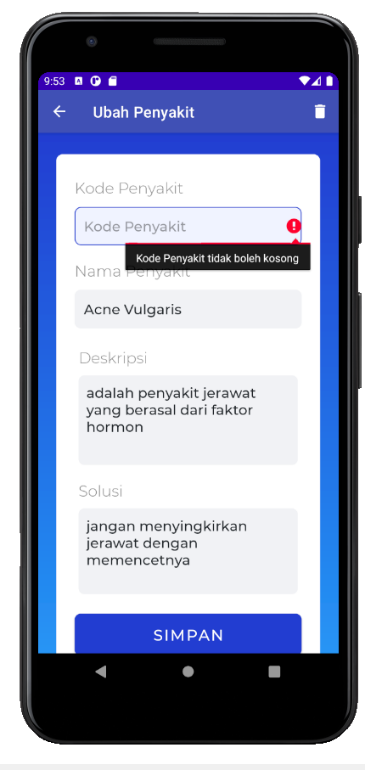 9:53
Ubah Penyakit
Kode Penyakit
Kode Penyakit
Kode Penyakit tidak boleh kosong
Nama Penyakit
Acne Vulgaris
Deskripsi
adalah penyakit jerawat
yang berasal dari faktor
hormon
Solusi
jangan menyingkirkan
jerawat dengan
memencetnya
SIMPAN